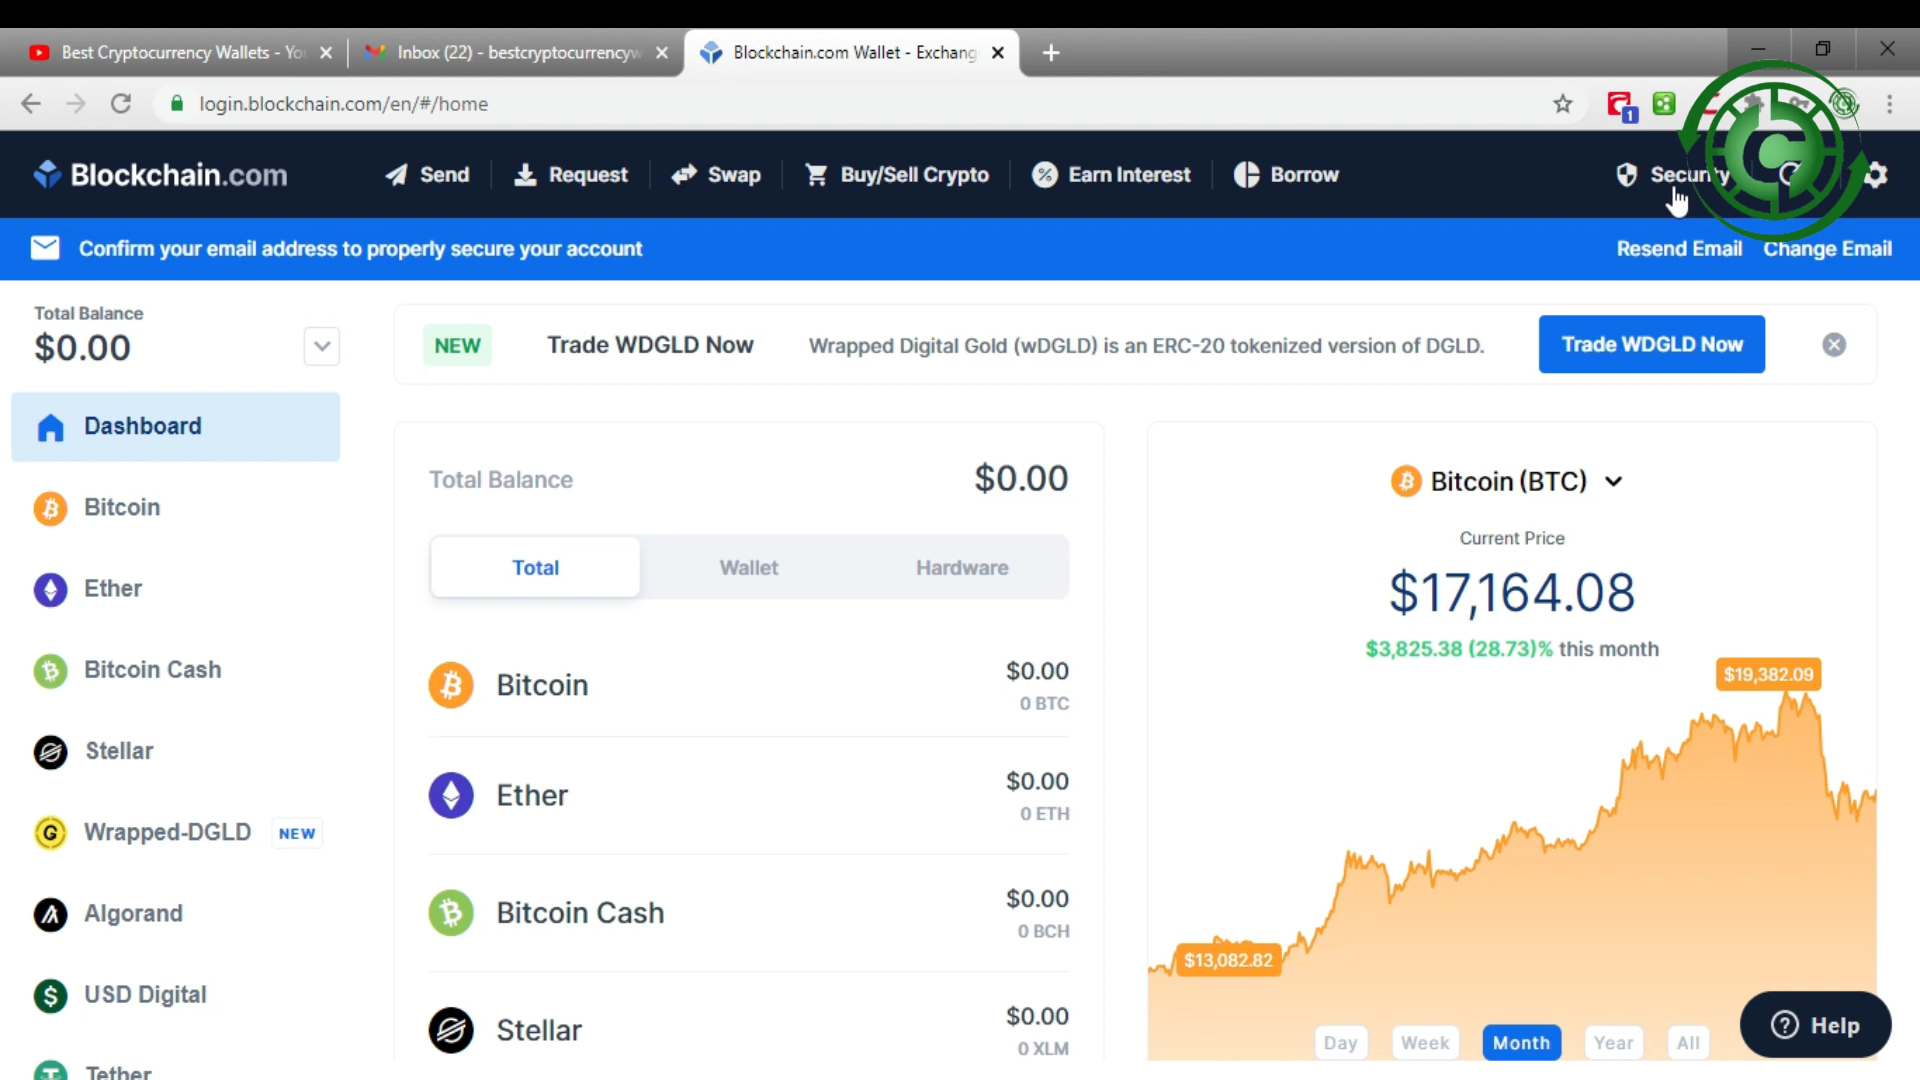 Best Cryptocurrency Wallets - Yo
Inbox (22) - bestcryptocurrencyw
Blockchain.com Wallet - Exchang
login.blockchain.com/en/#/home
1
Blockchain.com
Send
Request
Swap
Buy/Sell Crypto
Earn Interest
Borrow
Security
Confirm your email address to properly secure your account
Resend Email
Change Email
Total Balance
$0.00
NEW
Trade WDGLD Now
Wrapped Digital Gold (wDGLD) is an ERC-20 tokenized version of DGLD.
Trade WDGLD Now
Dashboard
Bitcoin
Ether
Bitcoin Cash
Stellar
Wrapped-DGLD NEW
Algorand
USD Digital
Tether
Total Balance
$0.00
Total
Wallet
Hardware
Bitcoin
$0.00
0 BTC
Ether
$0.00
0 ETH
Bitcoin Cash
$0.00
0 BCH
Stellar
$0.00
0 XLM
Bitcoin (BTC)
Current Price
$17,164.08
$3,825.38 (28.73)% this month
$19,382.09
$13,082.82
Day
Week
Month
Year
All
Help